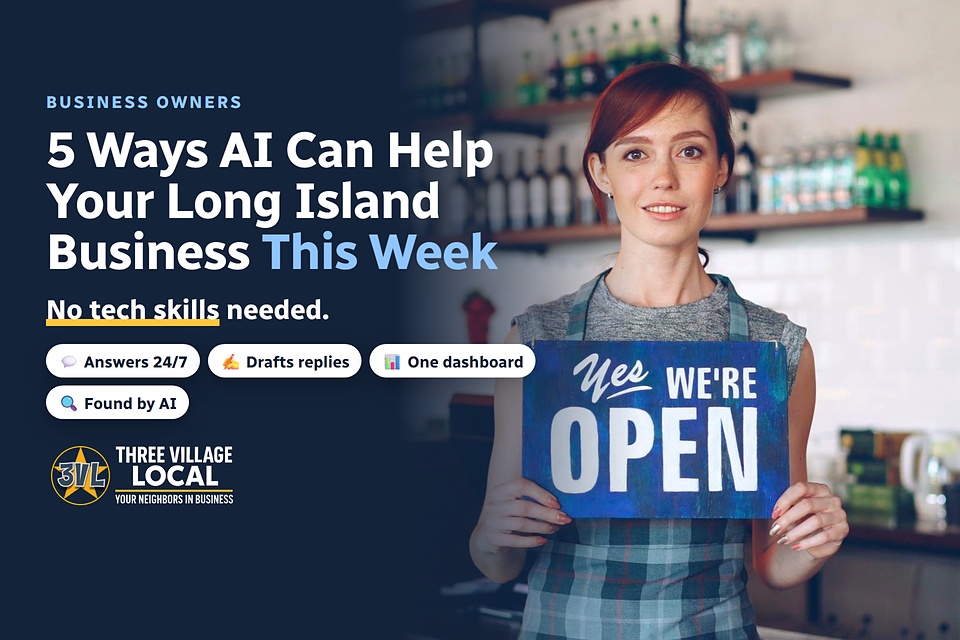 BUSINESS OWNERS
5 Ways AI Can Help
Your Long Island
Business This Week
No tech skills needed.
Answers 24/7
Drafts replies
One dashboard
Found by AI
3VL
THREE VILLAGE
LOCAL
YOUR NEIGHBORS IN BUSINESS
Yes WE'RE
OPEN